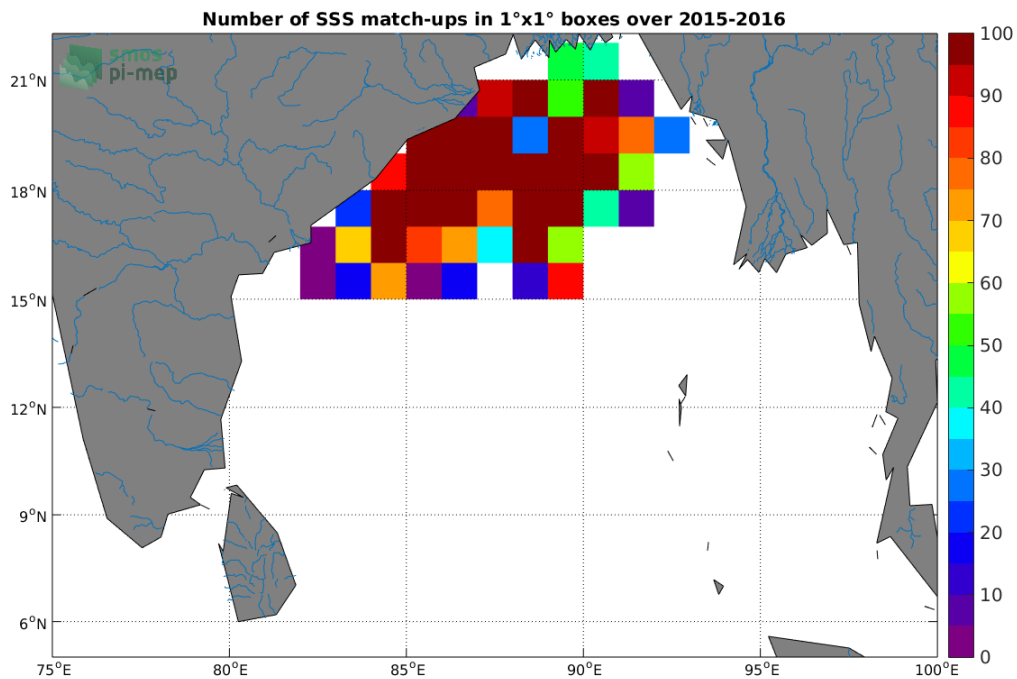 Number of SSS match-ups in 1°x1° boxes over 2015-2016
smos
pi-mep
21°N
18°N
15°N
12°N
9°N
6°N
75°E
80°E
85°E
90°E
95°E
100°E
100
90
80
70
60
50
40
30
20
10
0